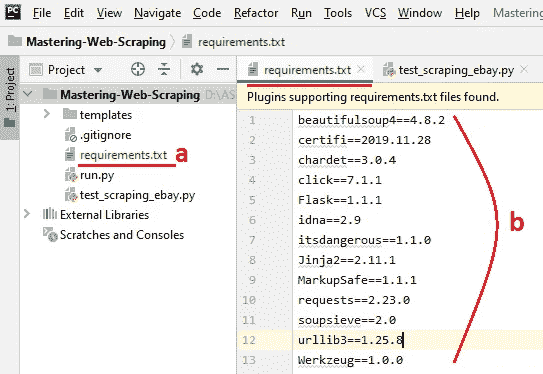 PC File Edit View Navigate Code Refactor Run Tools VCS Window Help Mastering
Mastering-Web-Scraping requirements.txt
1: Project
Project
requirements.txt test_scraping_ebay.py
Mastering-Web-Scraping D:\AS
Plugins supporting requirements.txt files found.
templates
.gitignore
requirements.txt a
run.py
test_scraping_ebay.py
External Libraries
Scratches and Consoles
1 beautifulsoup4==4.8.2
2 certifi==2019.11.28
3 chardet==3.0.4
4 click==7.1.1
5 Flask==1.1.1
6 idna==2.9
7 itsdangerous==1.1.0
8 Jinja2==2.11.1
9 MarkupSafe==1.1.1
10 requests==2.23.0
11 soupsieve==2.0
12 urllib3==1.25.8
13 Werkzeug==1.0.0
b